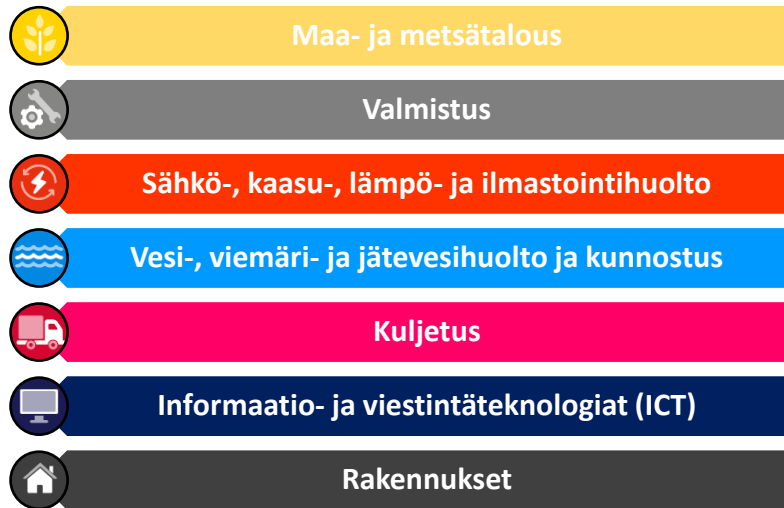 Maa- ja metsätalous
Valmistus
Sähkö-, kaasu-, lämpö- ja ilmastointihuolto
Vesi-, viemäri- ja jätevesihuolto ja kunnostus
Kuljetus
Informaatio- ja viestintäteknologiat (ICT)
Rakennukset